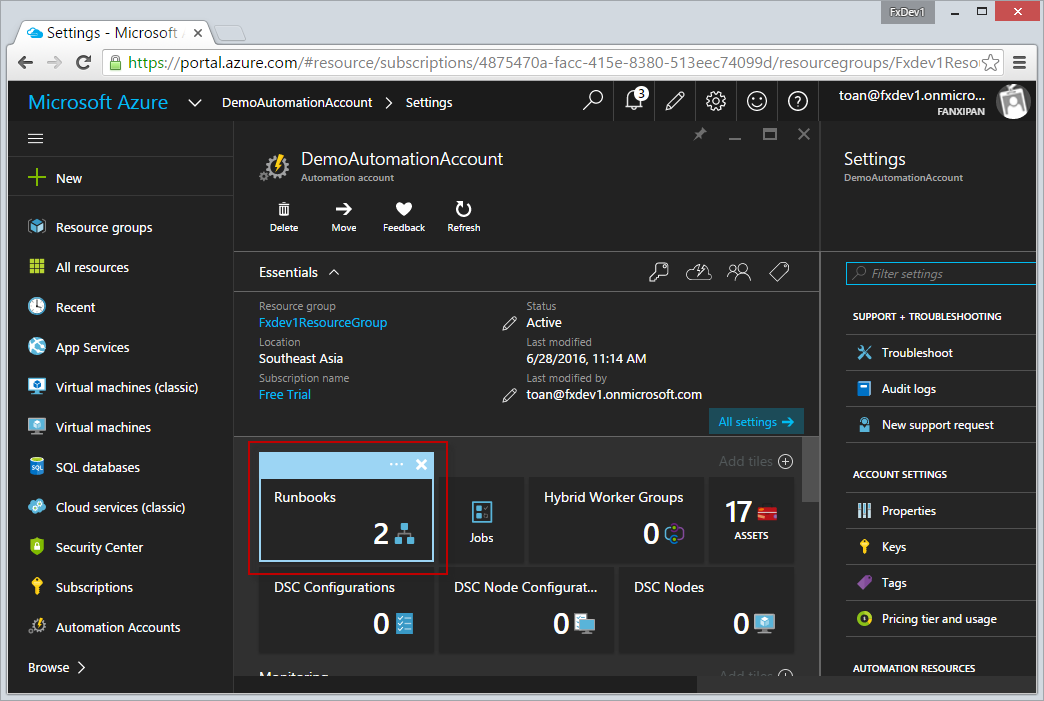 FxDev1
Settings - Microsoft A
https://portal.azure.com/#resource/subscriptions/4875470a-facc-415e-8380-513eec74099d/resourcegroups/Fxdev1Reso
Microsoft Azure
DemoAutomationAccount
Settings
3
toan@fxdev1.onmicro...
FANXIPAN
New
Resource groups
All resources
Recent
App Services
Virtual machines (classic)
Virtual machines
SQL
SQL databases
Cloud services (classic)
Security Center
Subscriptions
Automation Accounts
Browse
DemoAutomationAccount
Automation account
Delete
Move
Feedback
Refresh
Essentials
Resource group
Fxdev1ResourceGroup
Location
Southeast Asia
Subscription name
Free Trial
Status
Active
Last modified
6/28/2016, 11:14 AM
Last modified by
toan@fxdev1.onmicrosoft.com
All settings
Add tiles
Runbooks
2
Jobs
Hybrid Worker Groups
0
17
ASSETS
DSC Configurations
0
DSC Node Configurat...
0
DSC Nodes
0
Monitoring
Add tiles
Settings
DemoAutomationAccount
Filter settings
SUPPORT + TROUBLESHOOTING
Troubleshoot
Audit logs
New support request
ACCOUNT SETTINGS
Properties
Keys
Tags
Pricing tier and usage
AUTOMATION RESOURCES